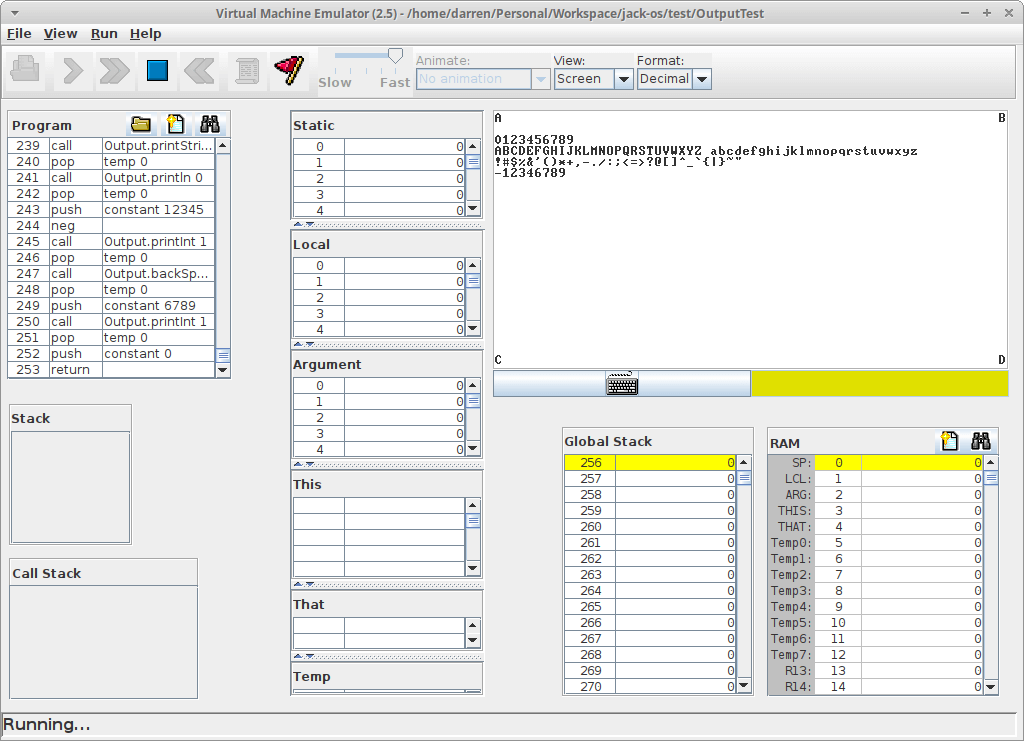 Virtual Machine Emulator (2.5) - /home/darren/Personal/Workspace/jack-os/test/OutputTest
File View Run Help
Animate: View: Format:
No animation Screen Decimal
Slow Fast
Program
239 call Output.printStri...
240 pop temp 0
241 call Output.println 0
242 pop temp 0
243 push constant 12345
244 neg
245 call Output.printInt 1
246 pop temp 0
247 call Output.backSp...
248 pop temp 0
249 push constant 6789
250 call Output.printInt 1
251 pop temp 0
252 push constant 0
253 return
Stack
Call Stack
Static
0 0
1 0
2 0
3 0
4 0
Local
0 0
1 0
2 0
3 0
4 0
Argument
0 0
1 0
2 0
3 0
4 0
This
That
Temp
A B
0123456789
ABCDEFGHIJKLMNOPQRSTUVWXYZ abcdefghijklmnopqrstuvwxyz
!#$%&'()*+,-./:;<=>?@[]^_`{|}~"
-12346789
C D
Global Stack
256 0
257 0
258 0
259 0
260 0
261 0
262 0
263 0
264 0
265 0
266 0
267 0
268 0
269 0
270 0
RAM
SP: 0 0
LCL: 1 0
ARG: 2 0
THIS: 3 0
THAT: 4 0
Temp0: 5 0
Temp1: 6 0
Temp2: 7 0
Temp3: 8 0
Temp4: 9 0
Temp5: 10 0
Temp6: 11 0
Temp7: 12 0
R13: 13 0
R14: 14 0
Running...